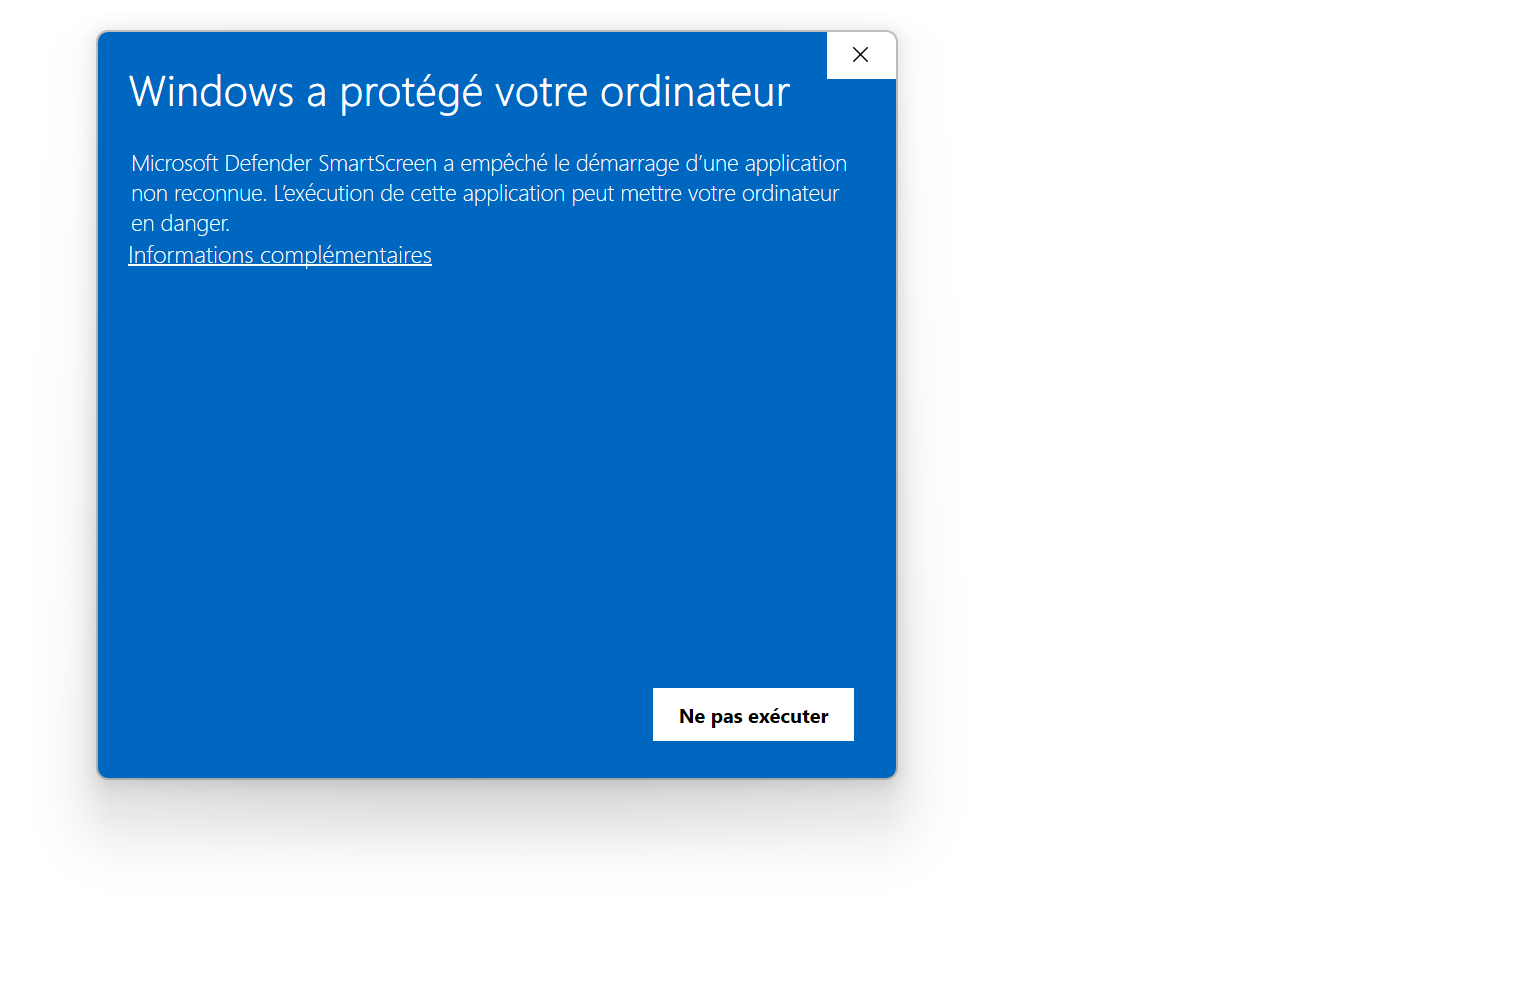 Windows a protégé votre ordinateur
Microsoft Defender SmartScreen a empêché le démarrage d’une application
non reconnue. L’exécution de cette application peut mettre votre ordinateur
en danger.
Informations complémentaires
Ne pas exécuter